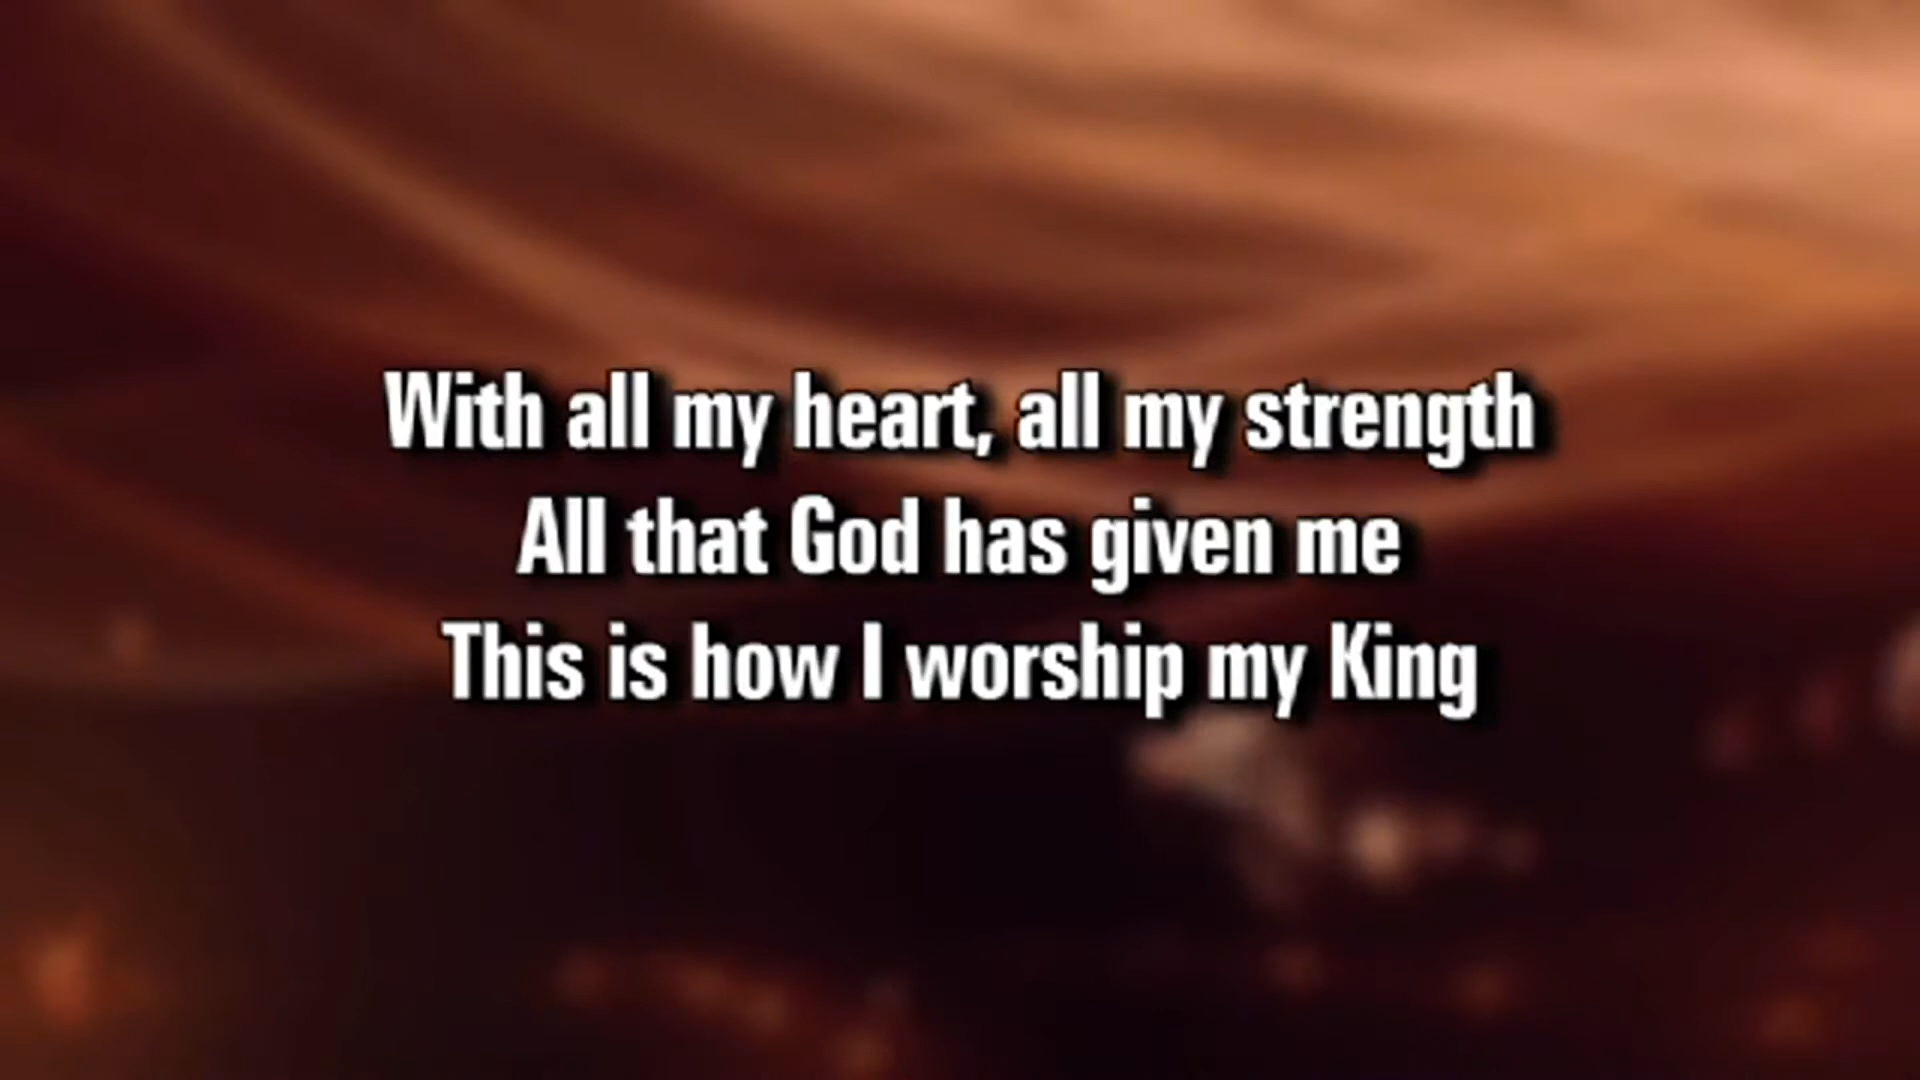 With all my heart, all my strength
All that God has given me
This is how I worship my King